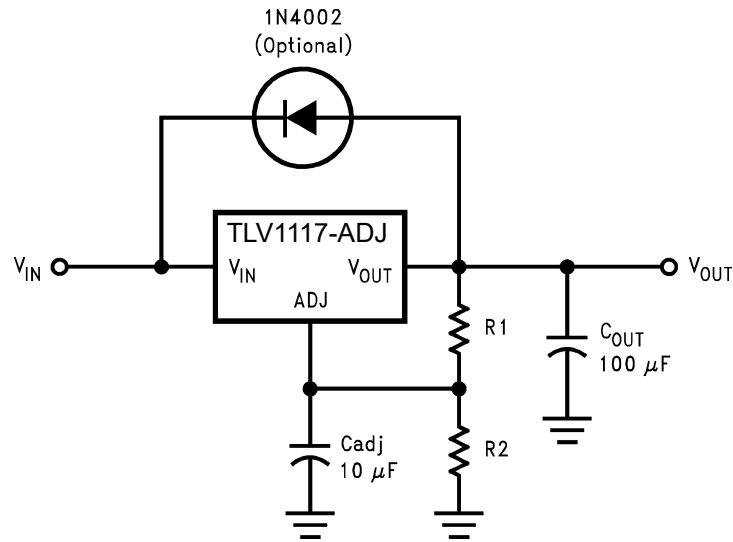 1N4002
(Optional)
TLV1117-ADJ
VIN
VIN
VOUT
VOUT
ADJ
R1
COUT
100 μF
Cadj
10 μF
R2